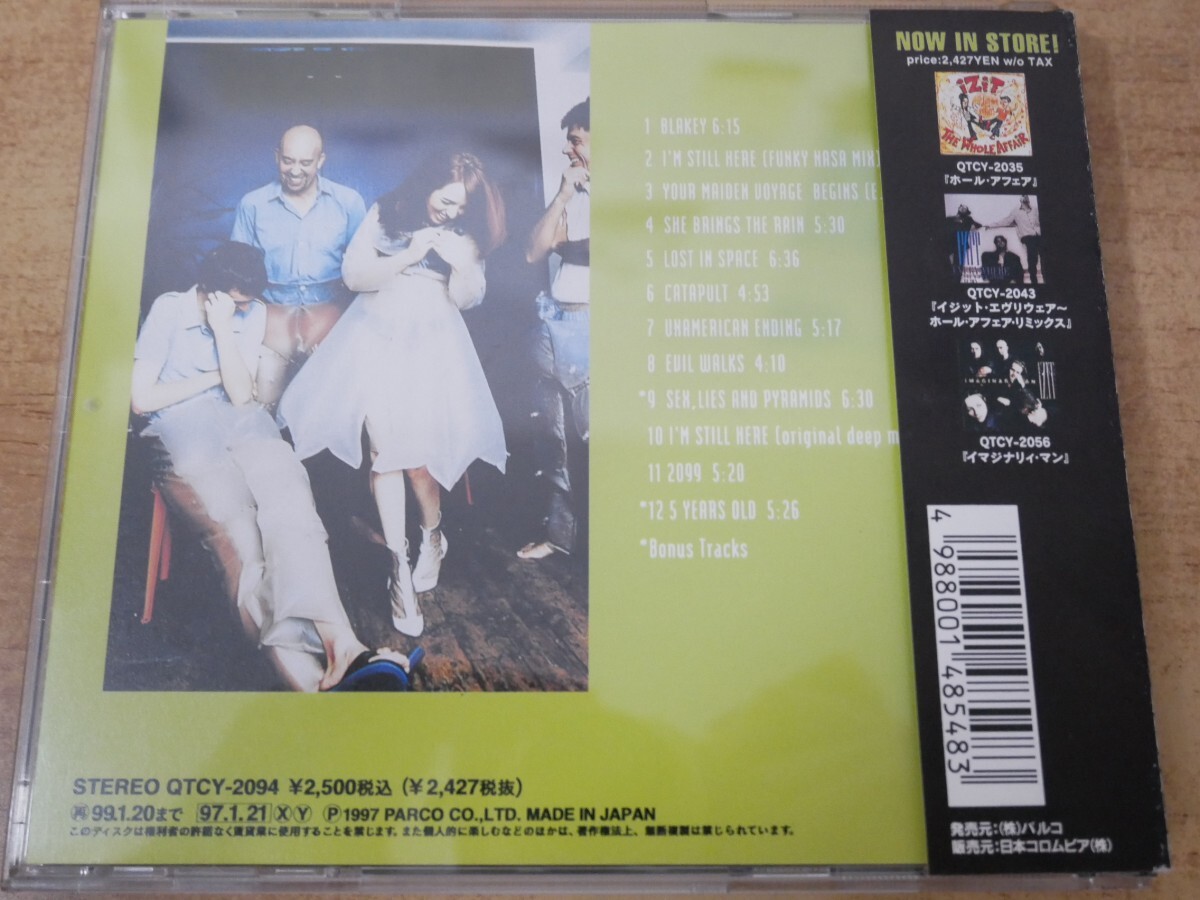 1 BLAKEY 6:15
2 I'M STILL HERE (FUNKY NASA MIX)
3 YOUR MAIDEN VOYAGE BEGINS (E.
4 SHE BRINGS THE RAIN 5:30
5 LOST IN SPACE 6:36
6 CATAPULT 4:53
7 UNAMERICAN ENDING 5:17
8 EVIL WALKS 4:10
*9 SEX, LIES AND PYRAMIDS 6:30
10 I'M STILL HERE (original deep m
11 2099 5:20
*12 5 YEARS OLD 5:26
*Bonus Tracks
STEREO QTCY-2094 ¥2,500税込 (¥2,427税抜)
再 99.1.20まで 97.1.21 X Y Ⓟ1997 PARCO CO.,LTD. MADE IN JAPAN
このディスクは権利者の許諾なく賃貸業に使用することを禁じます。また個人的に楽しむなどのほかは、著作権法上、無断複製は禁じられています。
NOW IN STORE!
price:2,427YEN w/o TAX
iZiT
THE WHOLE AFFAIR
QTCY-2035
『ホール・アフェア』
QTCY-2043
『イジット・エヴリウェア～
ホール・アフェア・リミックス』
IMAGINARY MAN
QTCY-2056
『イマジナリィ・マン』
4 988001 485483
発売元:(株)パルコ
販売元:日本コロムビア(株)